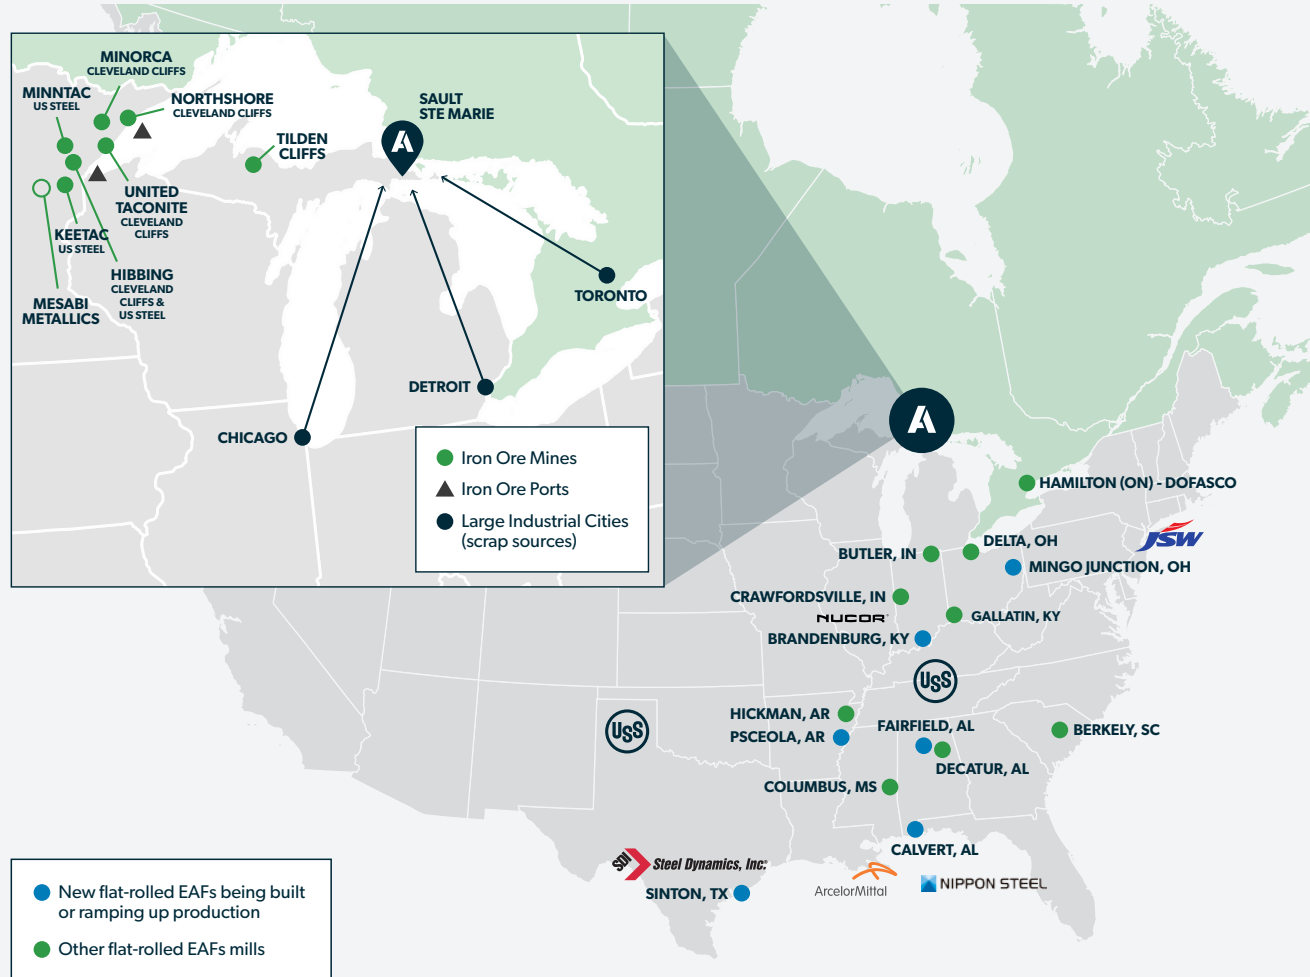 MINORCA
CLEVELAND CLIFFS
MINNTAC
US STEEL
NORTHSHORE
CLEVELAND CLIFFS
SAULT
STE MARIE
TILDEN
CLIFFS
UNITED
TACONITE
CLEVELAND
CLIFFS
KEETAC
US STEEL
HIBBING
CLEVELAND
CLIFFS &
US STEEL
MESABI
METALLICS
TORONTO
DETROIT
CHICAGO
Iron Ore Mines
Iron Ore Ports
Large Industrial Cities
(scrap sources)
HAMILTON (ON) - DOFASCO
JSW
DELTA, OH
BUTLER, IN
MINGO JUNCTION, OH
CRAWFORDSVILLE, IN
NUCOR
GALLATIN, KY
BRANDENBURG, KY
USS
HICKMAN, AR
PSCEOLA, AR
USS
FAIRFIELD, AL
BERKELY, SC
DECATUR, AL
COLUMBUS, MS
CALVERT, AL
SDI Steel Dynamics, Inc.
SINTON, TX
ArcelorMittal
NIPPON STEEL
New flat-rolled EAFs being built
or ramping up production
Other flat-rolled EAFs mills